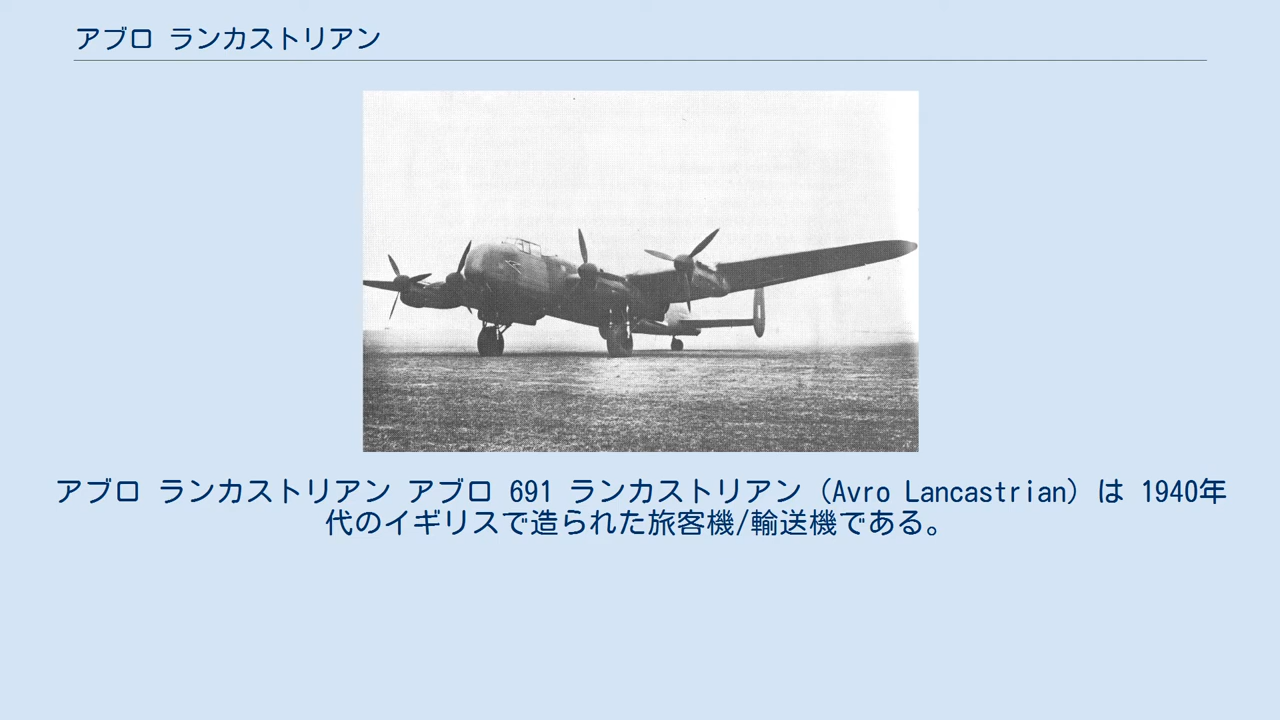 アブロ ランカストリアン
アブロ ランカストリアン アブロ 691 ランカストリアン（Avro Lancastrian）は 1940年
代のイギリスで造られた旅客機/輸送機である。